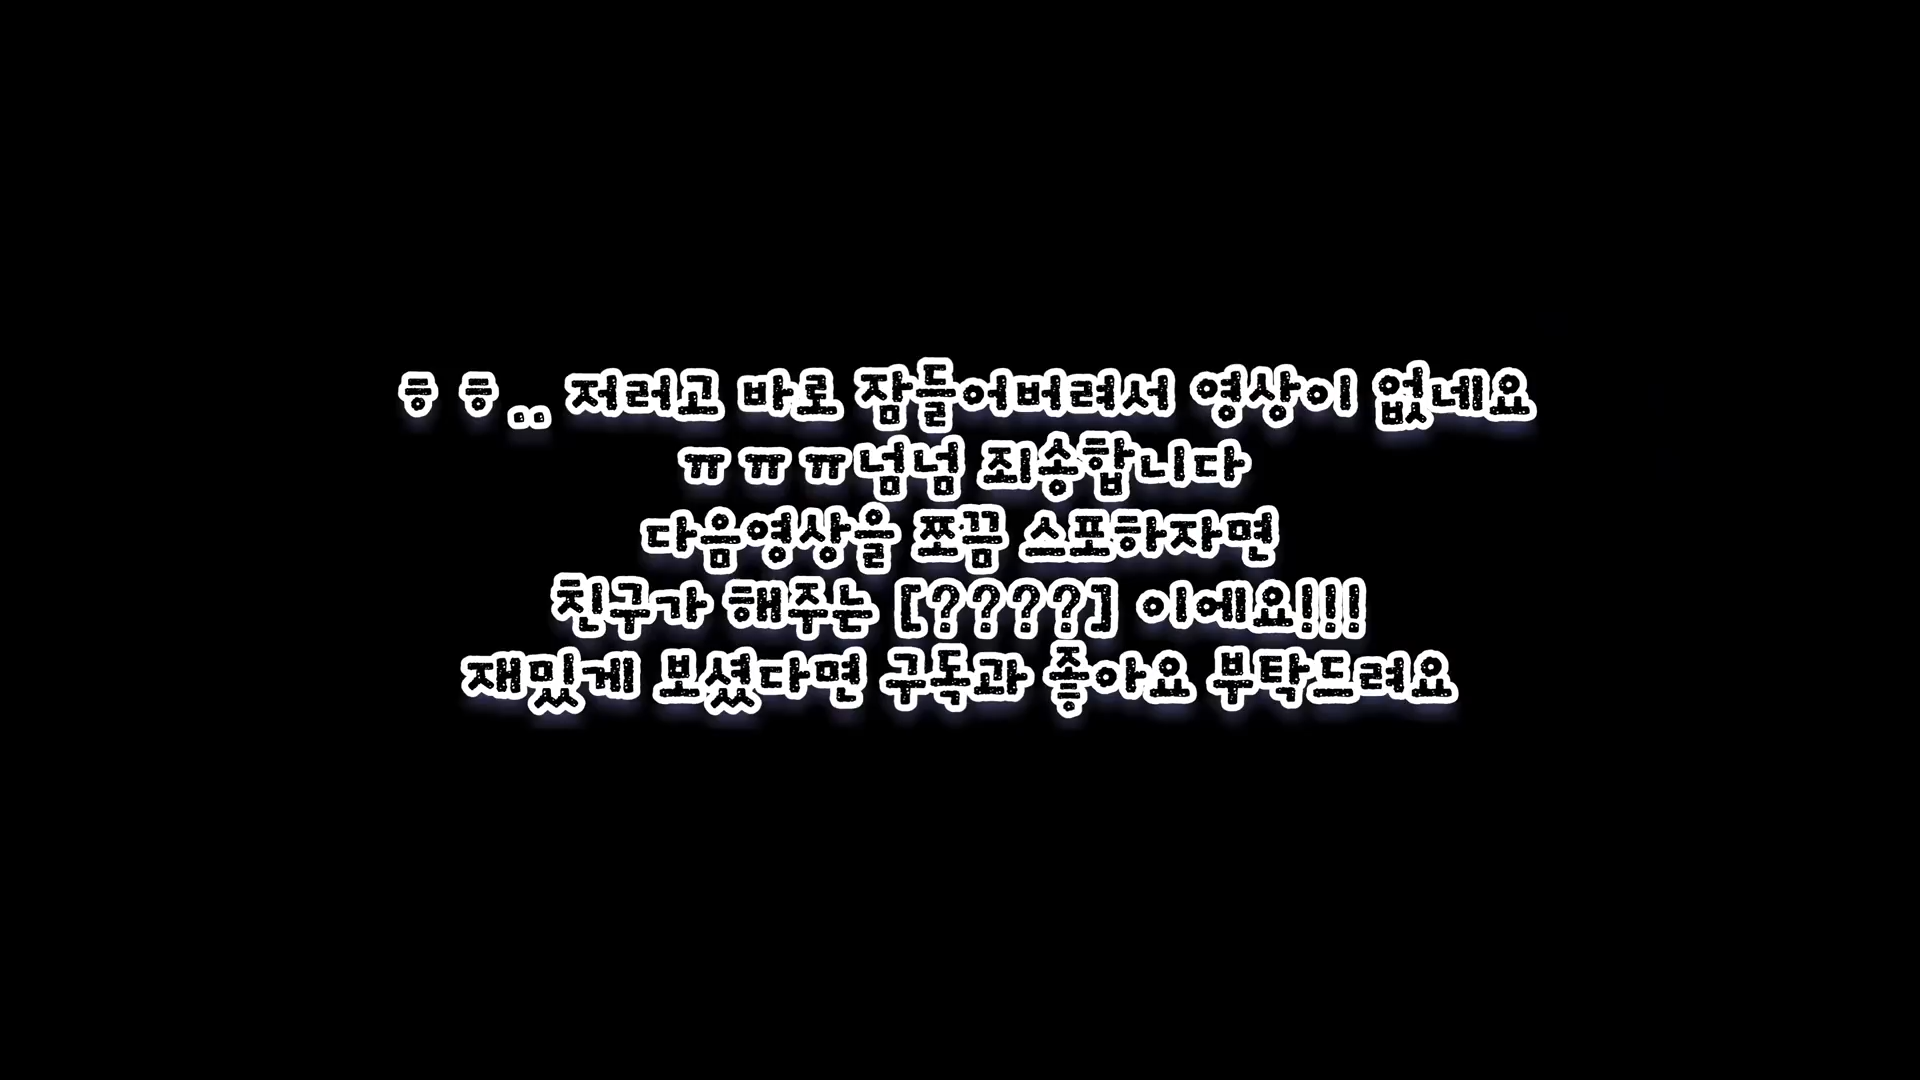 ㅎㅎ.. 저러고 바로 잠들어버려서 영상이 없네요
ㅠㅠㅠ넘넘 죄송합니다
다음영상을 쪼끔 스포하자면
친구가 해주는 [????] 이에요!!!
재밌게 보셨다면 구독과 좋아요 부탁드려요